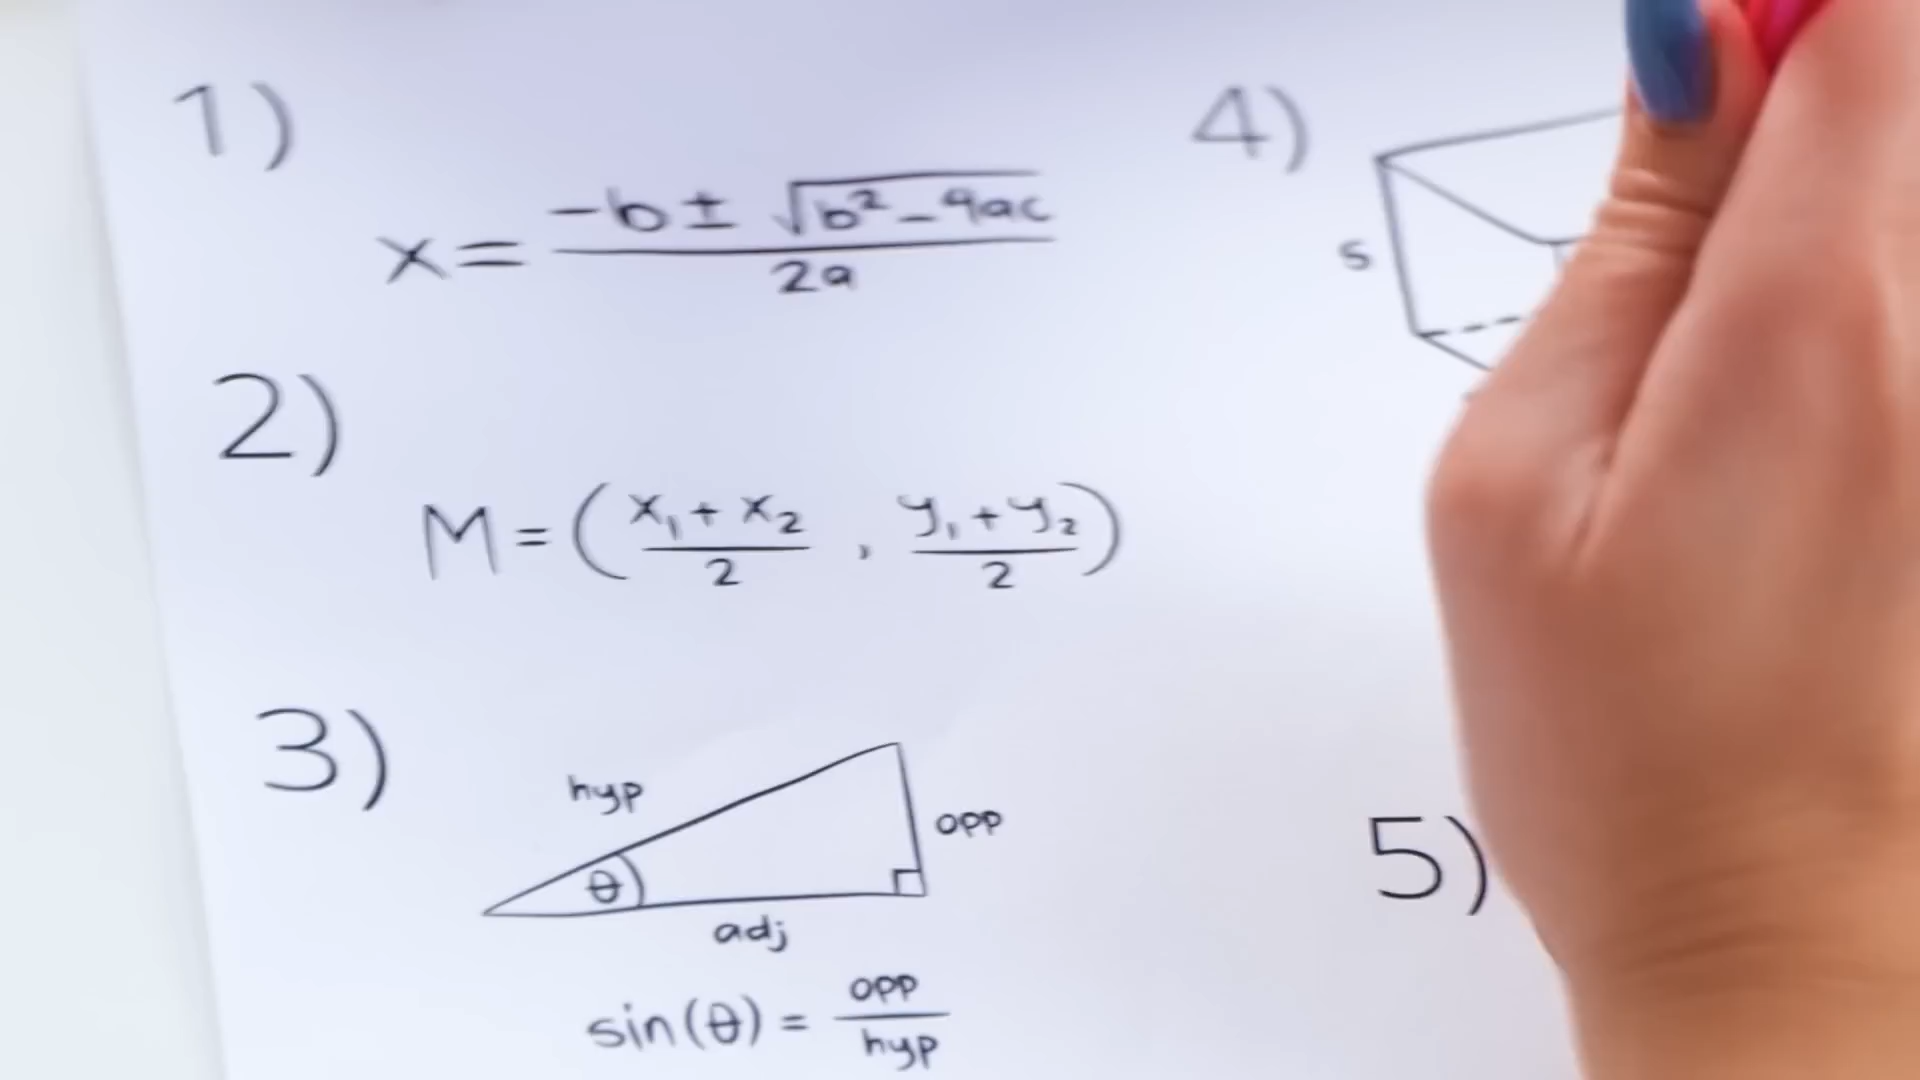 1)
x = -b ± √b² - 4ac / 2a
2)
M = ( x₁ + x₂ / 2 , y₁ + y₂ / 2 )
3)
hyp
opp
θ
adj
sin(θ) = opp / hyp
4)
s
5)